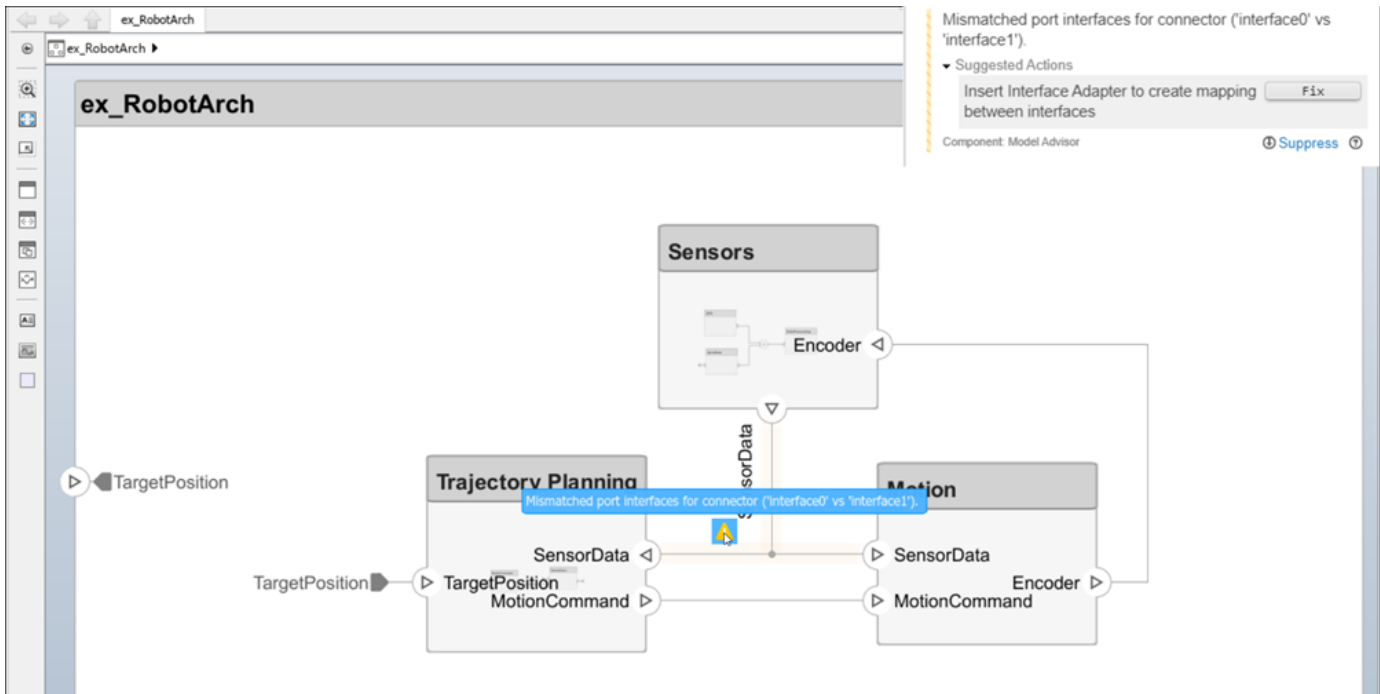 ex_RobotArch
ex_RobotArch
ex_RobotArch
Mismatched port interfaces for connector ('interface0' vs
'interface1').
Suggested Actions
Insert Interface Adapter to create mapping
between interfaces
Fix
Component: Model Advisor
Suppress
Sensors
Encoder
SensorData
TargetPosition
Trajectory Planning
Mismatched port interfaces for connector ('interface0' vs 'interface1').
Motion
SensorData
SensorData
TargetPosition
TargetPosition
Encoder
MotionCommand
MotionCommand